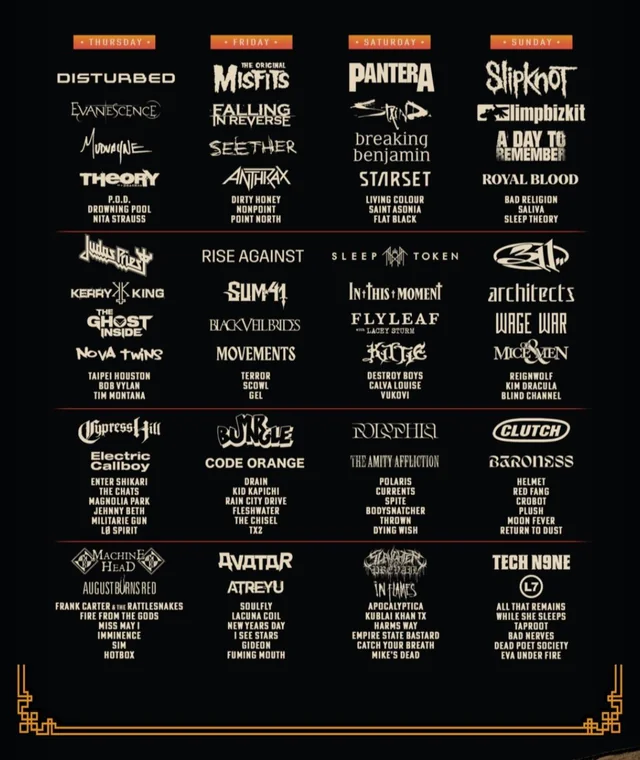 · THURSDAY ·
DISTURBED
EVANESCENCE
MUDVAYNE
THEORY
P.O.D.
DROWNING POOL
NITA STRAUSS
JUDAS PRIEST
KERRY KING
THE GHOST INSIDE
NOVA TWINS
TAIPEI HOUSTON
BOB VYLAN
TIM MONTANA
CYPRESS HILL
Electric Callboy
ENTER SHIKARI
THE CHATS
MAGNOLIA PARK
JEHNNY BETH
MILITARIE GUN
LØ SPIRIT
MACHINE HEAD
AUGUST BURNS RED
FRANK CARTER & THE RATTLESNAKES
FIRE FROM THE GODS
MISS MAY I
IMMINENCE
SIM
HOTBOX
· FRIDAY ·
THE ORIGINAL
MISFITS
FALLING IN REVERSE
SEETHER
ANTHRAX
DIRTY HONEY
NONPOINT
POINT NORTH
RISE AGAINST
SUM 41
BLACK VEIL BRIDES
MOVEMENTS
TERROR
SCOWL
GEL
MR. BUNGLE
CODE ORANGE
DRAIN
KID KAPICHI
RAIN CITY DRIVE
FLESHWATER
THE CHISEL
TX2
AVATAR
ATREYU
SOULFLY
LACUNA COIL
NEW YEARS DAY
I SEE STARS
GIDEON
FUMING MOUTH
· SATURDAY ·
PANTERA
STAIND
breaking
benjamin
STARSET
LIVING COLOUR
SAINT ASONIA
FLAT BLACK
SLEEP TOKEN
IN THIS MOMENT
FLYLEAF
WITH LACEY STURM
KITTIE
DESTROY BOYS
CALVA LOUISE
VUKOVI
POLYPHIA
THE AMITY AFFLICTION
POLARIS
CURRENTS
SPITE
BODYSNATCHER
THROWN
DYING WISH
SLAUGHTER
TO PREVAIL
IN FLAMES
APOCALYPTICA
KUBLAI KHAN TX
HARMS WAY
EMPIRE STATE BASTARD
CATCH YOUR BREATH
MIKE'S DEAD
· SUNDAY ·
SLIPKNOT
limpbizkit
A DAY TO
REMEMBER
ROYAL BLOOD
BAD RELIGION
SALIVA
SLEEP THEORY
311
architects
WAGE WAR
OF MICE & MEN
REIGNWOLF
KIM DRACULA
BLIND CHANNEL
CLUTCH
BARONESS
HELMET
RED FANG
CROBOT
PLUSH
MOON FEVER
RETURN TO DUST
TECH N9NE
L7
ALL THAT REMAINS
WHILE SHE SLEEPS
TAPROOT
BAD NERVES
DEAD POET SOCIETY
EVA UNDER FIRE